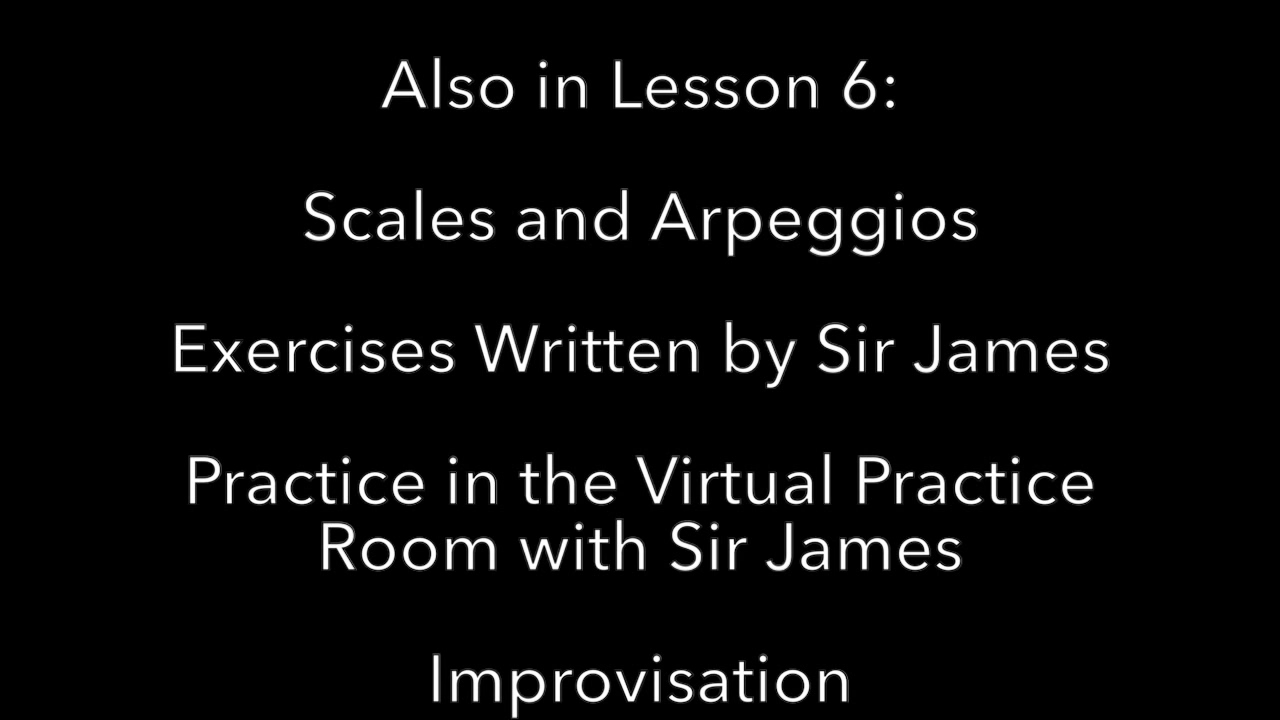 Also in Lesson 6:
Scales and Arpeggios
Exercises Written by Sir James
Practice in the Virtual Practice
Room with Sir James
Improvisation